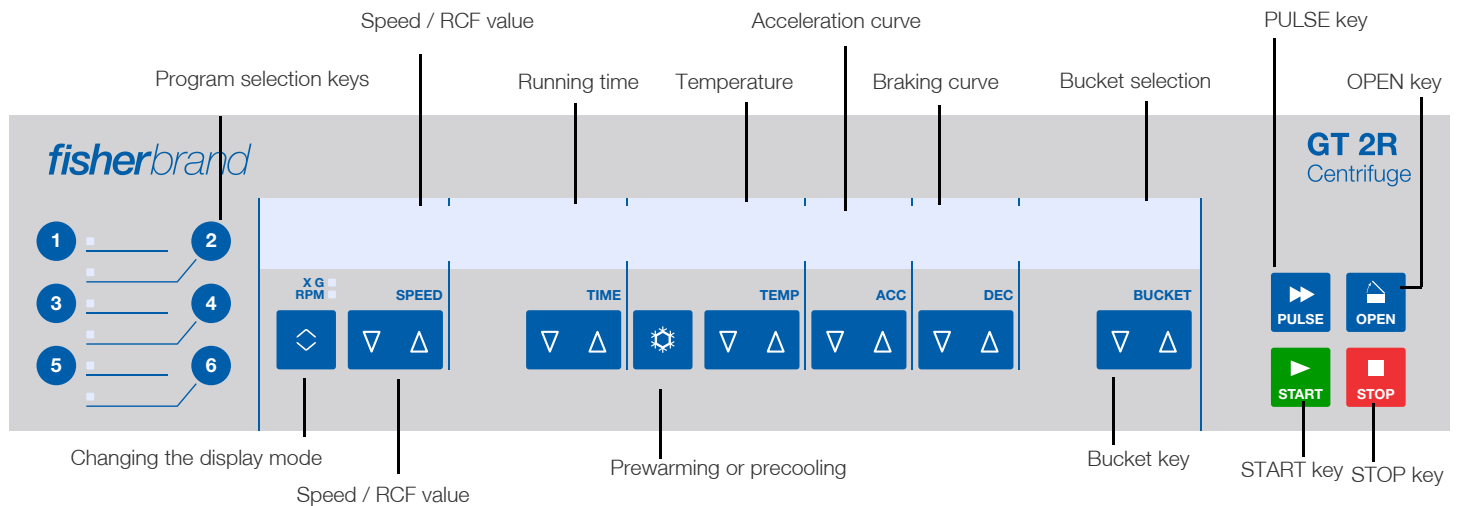 Speed / RCF value
Acceleration curve
PULSE key
Program selection keys
Running time
Temperature
Braking curve
Bucket selection
OPEN key
fisherbrand
GT 2R
Centrifuge
1
2
3
4
5
6
X G
RPM
SPEED
TIME
TEMP
ACC
DEC
BUCKET
PULSE
OPEN
START
STOP
Changing the display mode
Speed / RCF value
Prewarming or precooling
Bucket key
START key
STOP key